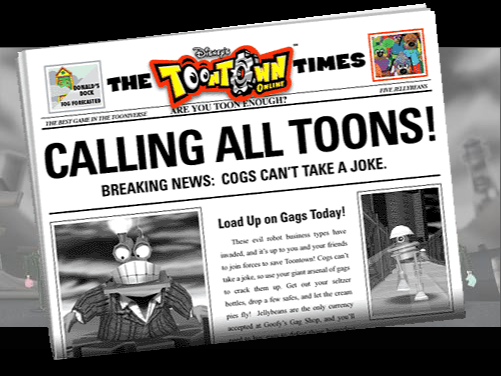 DONALD'S
DOCK
FOG FORECASTED
THE
Disney's
TOONTOWN
ONLINE
TIMES
FIVE JELLYBEANS
THE BEST GAME IN THE TOONIVERSE
ARE YOU TOON ENOUGH?
CALLING ALL TOONS!
BREAKING NEWS: COGS CAN'T TAKE A JOKE.
Load Up on Gags Today!
These evil robot business types have
invaded, and it's up to you and your friends
to join forces to save Toontown! Cogs can't
take a joke, so use your giant arsenal of gags
to crack them up. Get out your seltzer
bottles, drop a few safes, and let the cream
pies fly! Jellybeans are the only currency
accepted at Goofy's Gag Shop, and you'll